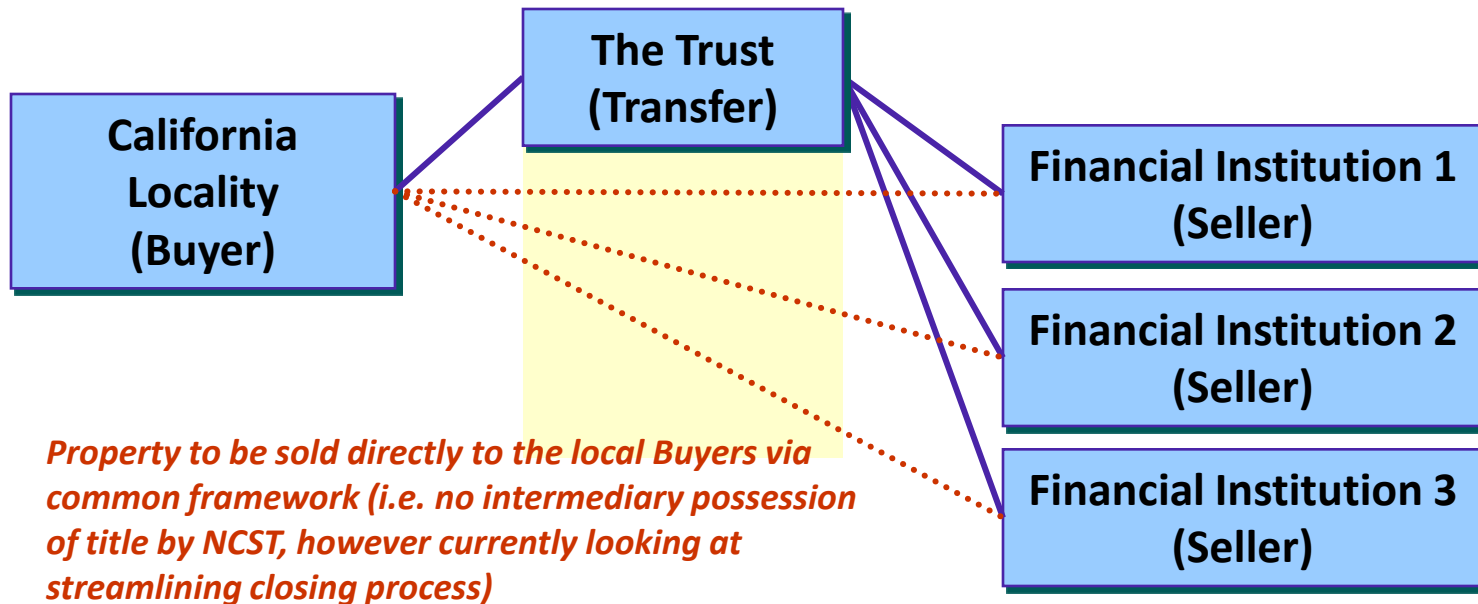 The Trust
(Transfer)
California
Locality
(Buyer)
Financial Institution 1
(Seller)
Financial Institution 2
(Seller)
Financial Institution 3
(Seller)
Property to be sold directly to the local Buyers via
common framework (i.e. no intermediary possession
of title by NCST, however currently looking at
streamlining closing process)